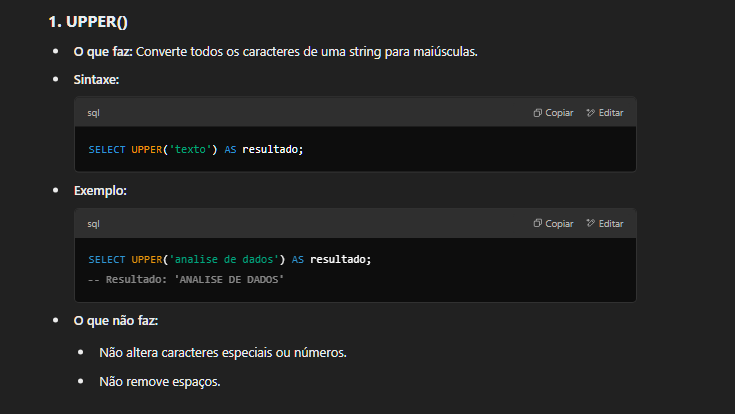 1. UPPER()
O que faz: Converte todos os caracteres de uma string para maiúsculas.
Sintaxe:
sql Copiar Editar
SELECT UPPER('texto') AS resultado;
Exemplo:
sql Copiar Editar
SELECT UPPER('analise de dados') AS resultado;
-- Resultado: 'ANALISE DE DADOS'
O que não faz:
Não altera caracteres especiais ou números.
Não remove espaços.